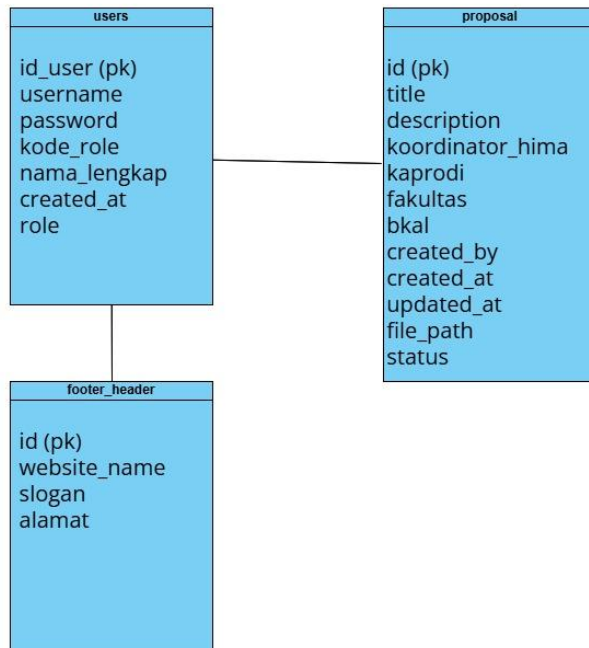 users
id_user (pk)
username
password
kode_role
nama_lengkap
created_at
role
proposal
id (pk)
title
description
koordinator_hima
kaprodi
fakultas
bkal
created_by
created_at
updated_at
file_path
status
footer_header
id (pk)
website_name
slogan
alamat